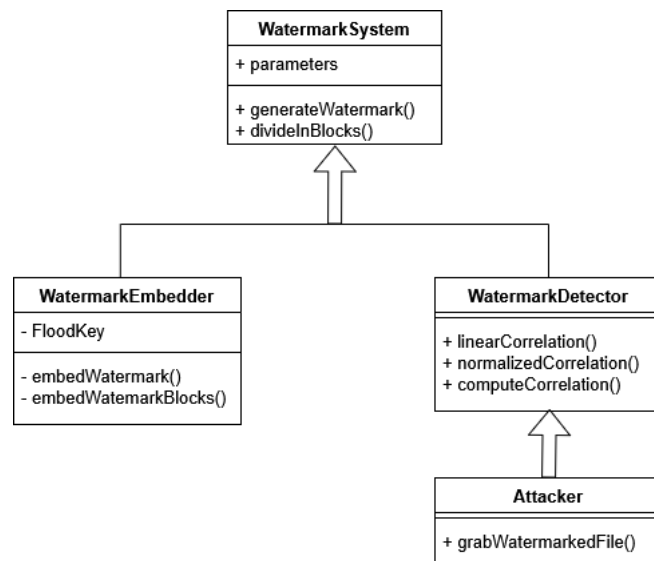 WatermarkSystem
+ parameters
+ generateWatermark()
+ divideInBlocks()
WatermarkEmbedder
- FloodKey
- embedWatermark()
- embedWatemarkBlocks()
WatermarkDetector
+ linearCorrelation()
+ normalizedCorrelation()
+ computeCorrelation()
Attacker
+ grabWatermarkedFile()